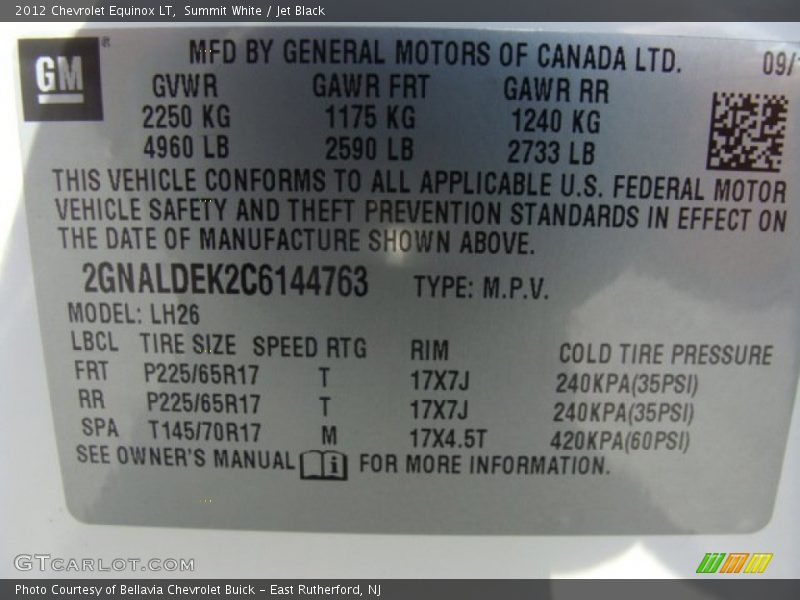 2012 Chevrolet Equinox LT, Summit White / Jet Black
GM
MFD BY GENERAL MOTORS OF CANADA LTD. 09/
GVWR GAWR FRT GAWR RR
2250 KG 1175 KG 1240 KG
4960 LB 2590 LB 2733 LB
THIS VEHICLE CONFORMS TO ALL APPLICABLE U.S. FEDERAL MOTOR
VEHICLE SAFETY AND THEFT PREVENTION STANDARDS IN EFFECT ON
THE DATE OF MANUFACTURE SHOWN ABOVE.
2GNALDEK2C6144763 TYPE: M.P.V.
MODEL: LH26
LBCL TIRE SIZE SPEED RTG RIM COLD TIRE PRESSURE
FRT P225/65R17 T 17X7J 240KPA(35PSI)
RR P225/65R17 T 17X7J 240KPA(35PSI)
SPA T145/70R17 M 17X4.5T 420KPA(60PSI)
SEE OWNER'S MANUAL FOR MORE INFORMATION.
GTCARLOT.COM
Photo Courtesy of Bellavia Chevrolet Buick – East Rutherford, NJ